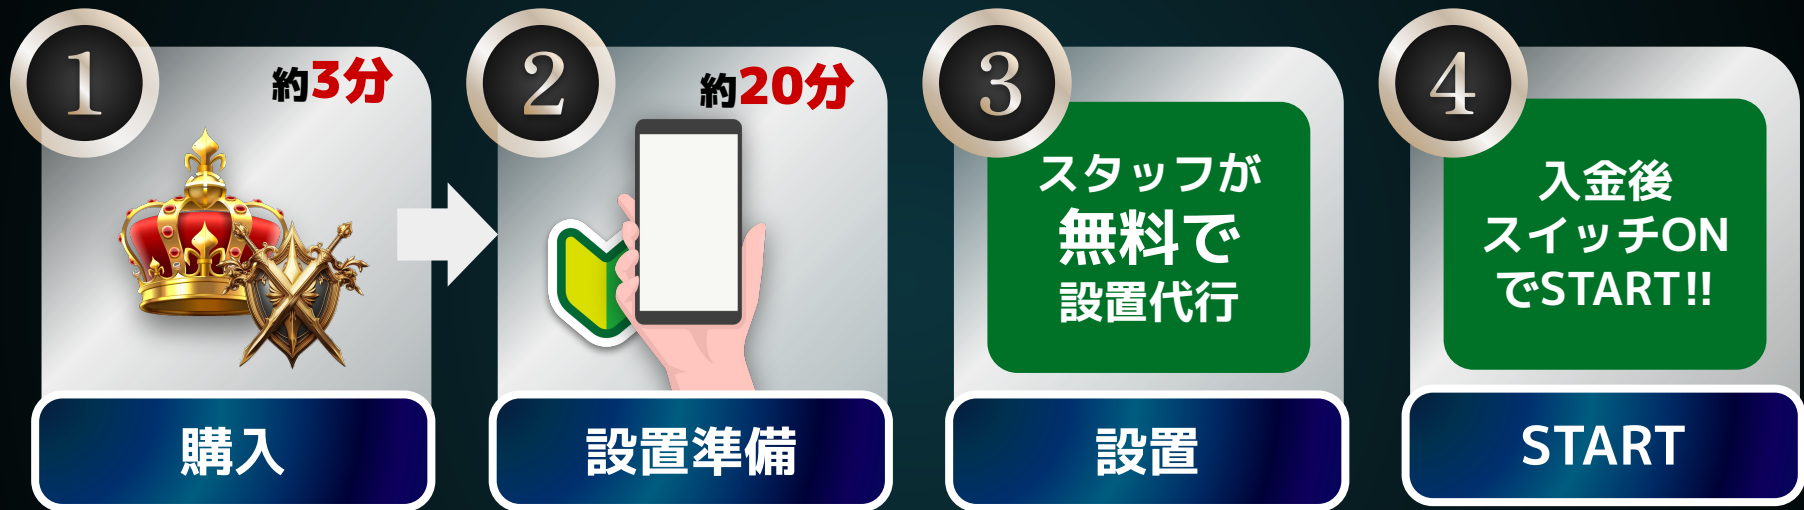 1
約3分
購入
2
約20分
設置準備
3
スタッフが
無料で
設置代行
設置
4
入金後
スイッチON
でSTART!!
START